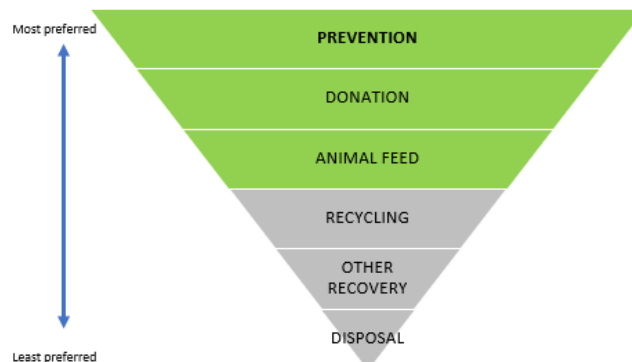 Most preferred
PREVENTION
DONATION
ANIMAL FEED
RECYCLING
OTHER
RECOVERY
DISPOSAL
Least preferred